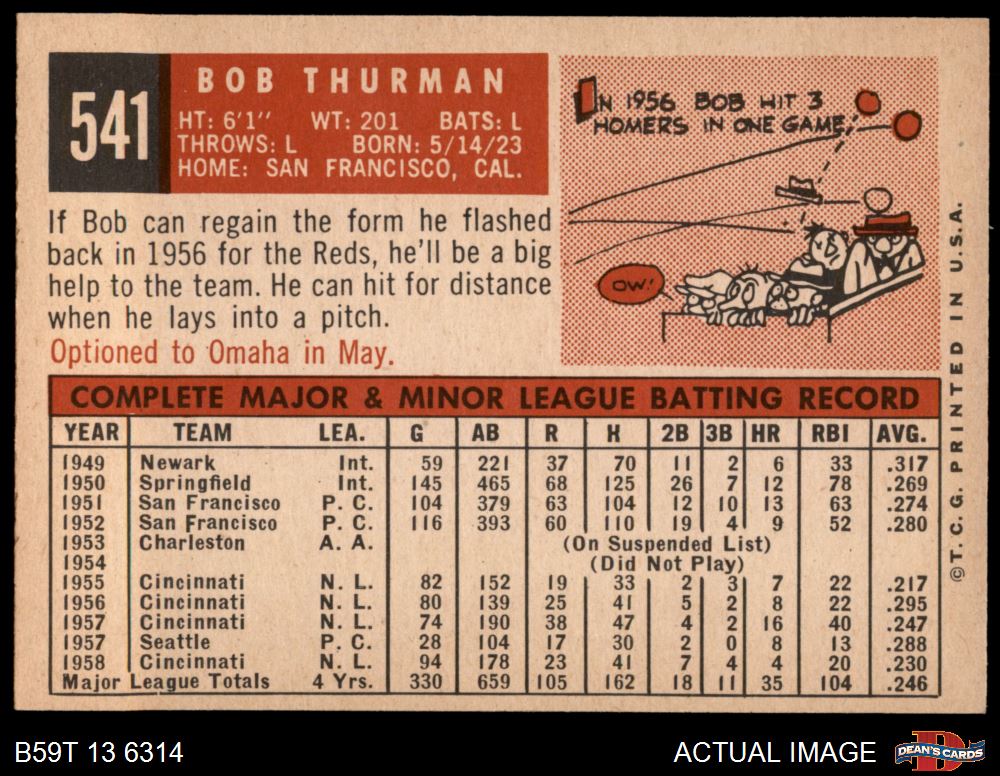 541
BOB THURMAN
HT: 6'1" WT: 201 BATS: L
THROWS: L BORN: 5/14/23
HOME: SAN FRANCISCO, CAL.
If Bob can regain the form he flashed
back in 1956 for the Reds, he'll be a big
help to the team. He can hit for distance
when he lays into a pitch.
Optioned to Omaha in May.
IN 1956 BOB HIT 3
HOMERS IN ONE GAME!
OW!
COMPLETE MAJOR & MINOR LEAGUE BATTING RECORD
YEAR TEAM LEA. G AB R H 2B 3B HR RBI AVG.
1949 Newark Int. 59 221 37 70 11 2 6 33 .317
1950 Springfield Int. 145 465 68 125 26 7 12 78 .269
1951 San Francisco P. C. 104 379 63 104 12 10 13 63 .274
1952 San Francisco P. C. 116 393 60 110 19 4 9 52 .280
1953 Charleston A. A. (On Suspended List)
1954 (Did Not Play)
1955 Cincinnati N. L. 82 152 19 33 2 3 7 22 .217
1956 Cincinnati N. L. 80 139 25 41 5 2 8 22 .295
1957 Cincinnati N. L. 74 190 38 47 4 2 16 40 .247
1957 Seattle P. C. 28 104 17 30 2 0 8 13 .288
1958 Cincinnati N. L. 94 178 23 41 7 4 4 20 .230
Major League Totals 4 Yrs. 330 659 105 162 18 11 35 104 .246
©T. C. G. PRINTED IN U.S.A.
B59T 13 6314
ACTUAL IMAGE
DEAN'S CARDS